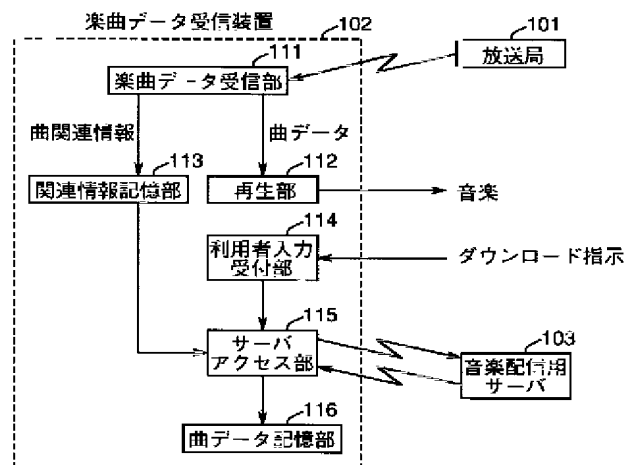 楽曲データ受信装置
102
101
放送局
111
楽曲データ受信部
曲関連情報
曲データ
113
関連情報記憶部
112
再生部
音楽
114
利用者入力
受付部
ダウンロード指示
115
サーバ
アクセス部
103
音楽配信用
サーバ
116
曲データ記憶部